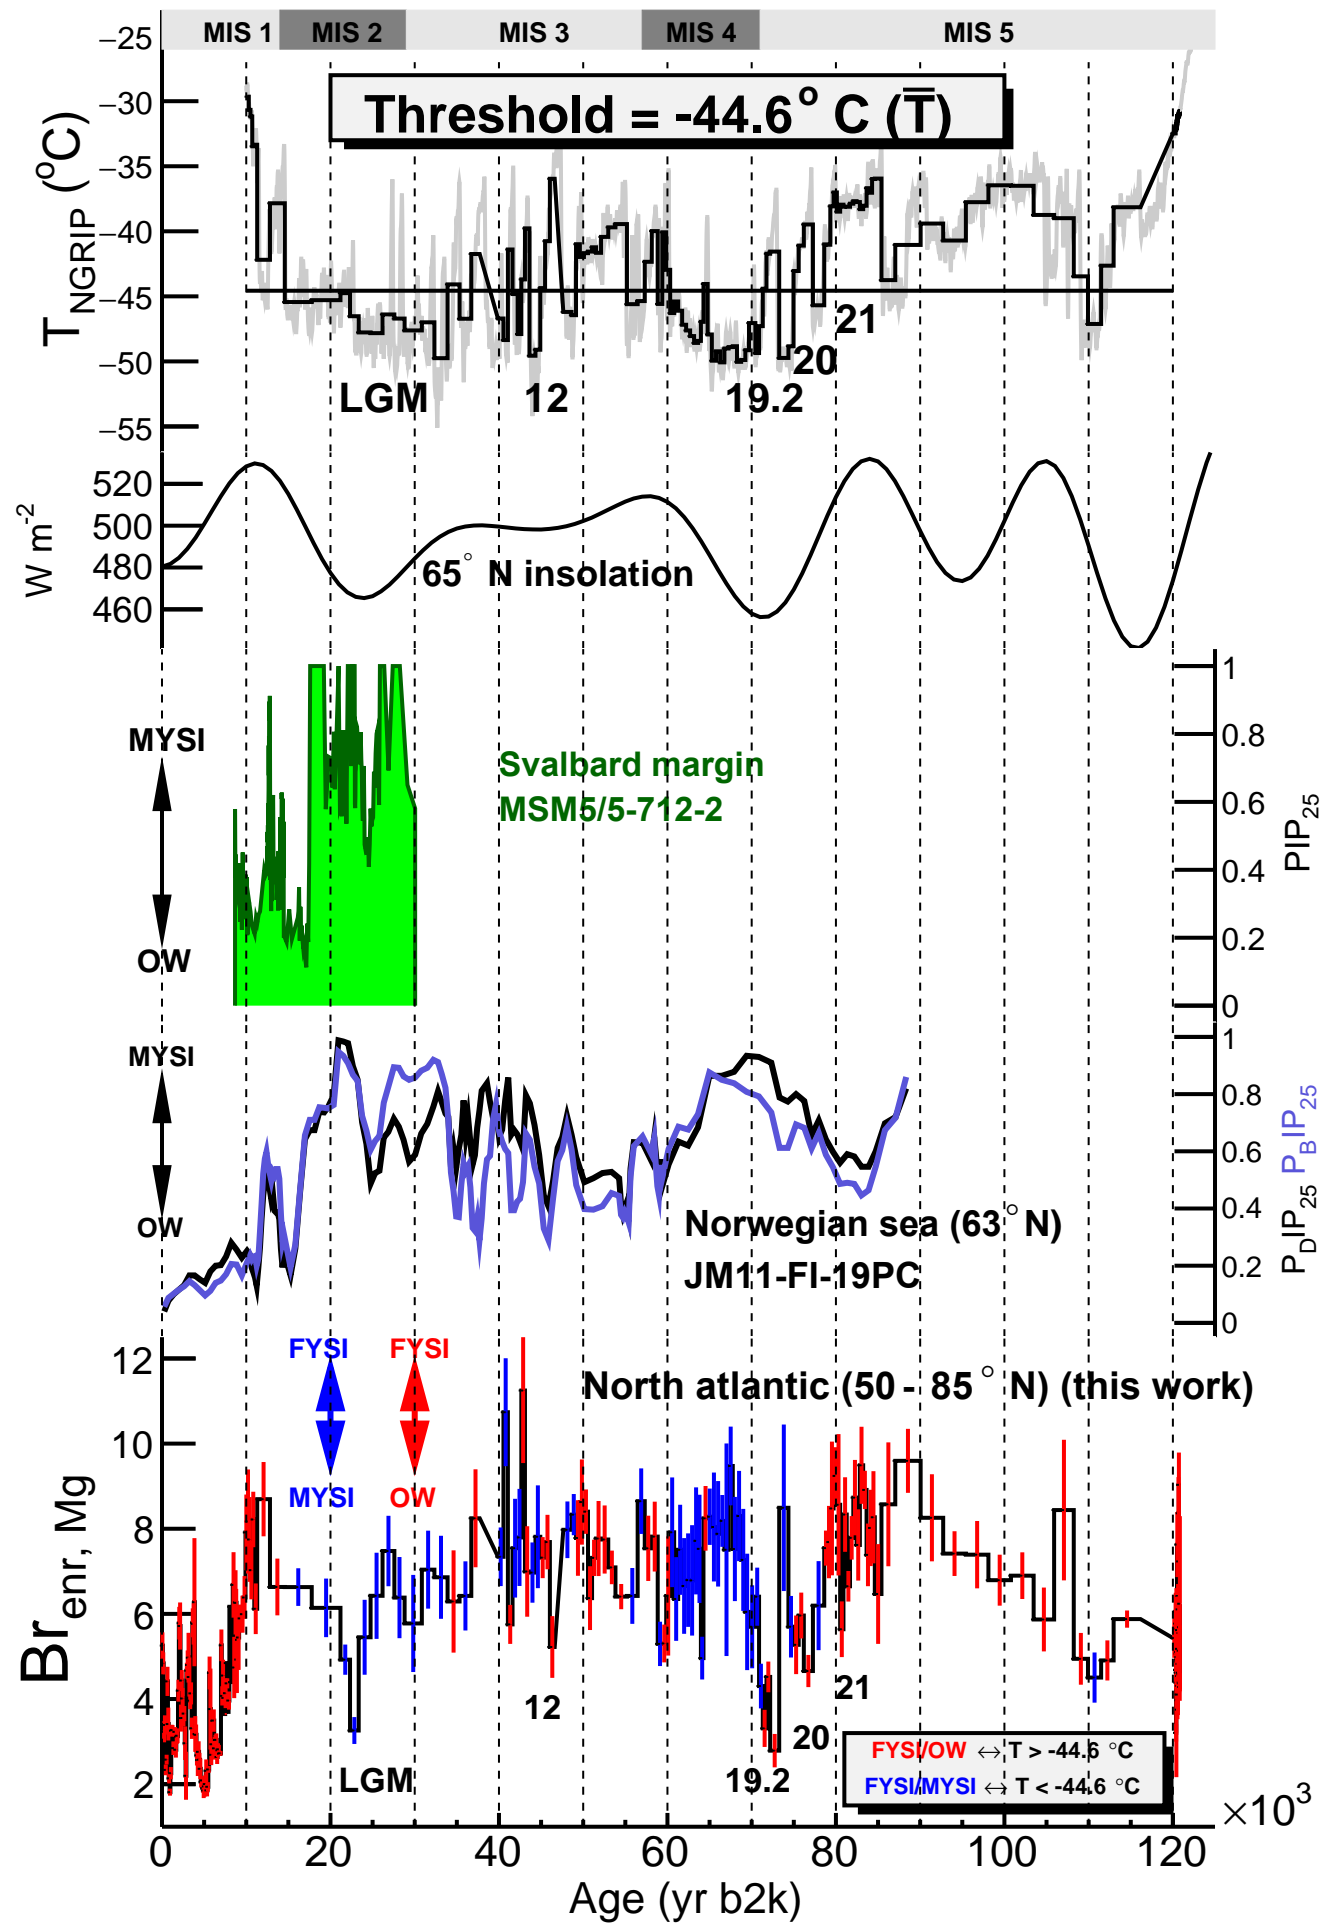 MIS 1 MIS 2 MIS 3 MIS 4 MIS 5
Threshold = -44.6° C (T̅)
T_NGRIP (°C)
−25
−30
−35
−40
−45
−50
−55
21
20
LGM 12 19.2
W m⁻²
520
500
480
460
65° N insolation
MYSI
OW
Svalbard margin
MSM5/5-712-2
1
0.8
0.6
0.4
0.2
0
PIP₂₅
MYSI
OW
Norwegian sea (63° N)
JM11-FI-19PC
1
0.8
0.6
0.4
0.2
0
P_DIP₂₅ P_BIP₂₅
FYSI FYSI
MYSI OW
North atlantic (50 - 85° N) (this work)
Br_enr, Mg
12
10
8
6
4
2
12
21
20
LGM 19.2
FYSI/OW ↔ T > -44.6 °C
FYSI/MYSI ↔ T < -44.6 °C
×10³
0 20 40 60 80 100 120
Age (yr b2k)